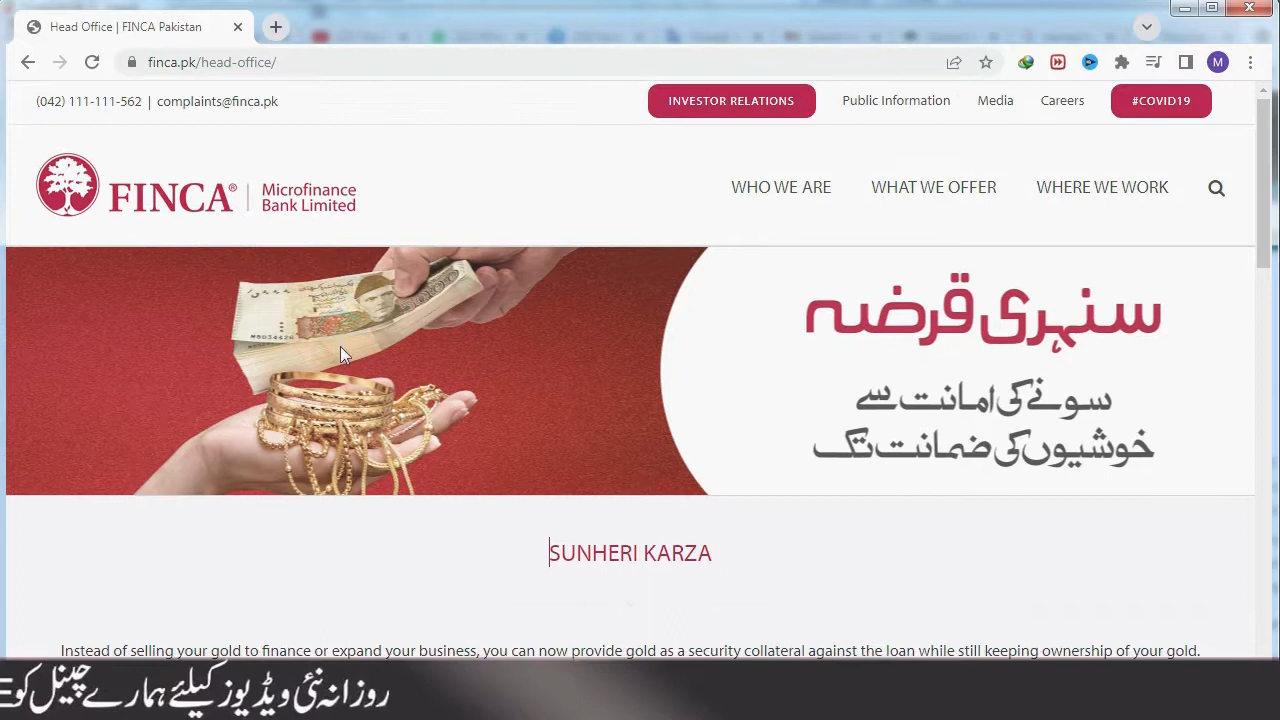 Head Office | FINCA Pakistan
finca.pk/head-office/
M
(042) 111-111-562 | complaints@finca.pk
INVESTOR RELATIONS
Public Information
Media
Careers
#COVID19
FINCA® | Microfinance Bank Limited
WHO WE ARE
WHAT WE OFFER
WHERE WE WORK
سنہری قرضہ
سونے کی امانت سے
خوشیوں کی ضمانت تک
SUNHERI KARZA
Instead of selling your gold to finance or expand your business, you can now provide gold as a security collateral against the loan while still keeping ownership of your gold.
روزانہ نئی ویڈیوز کیلئے ہمارے چینل کو